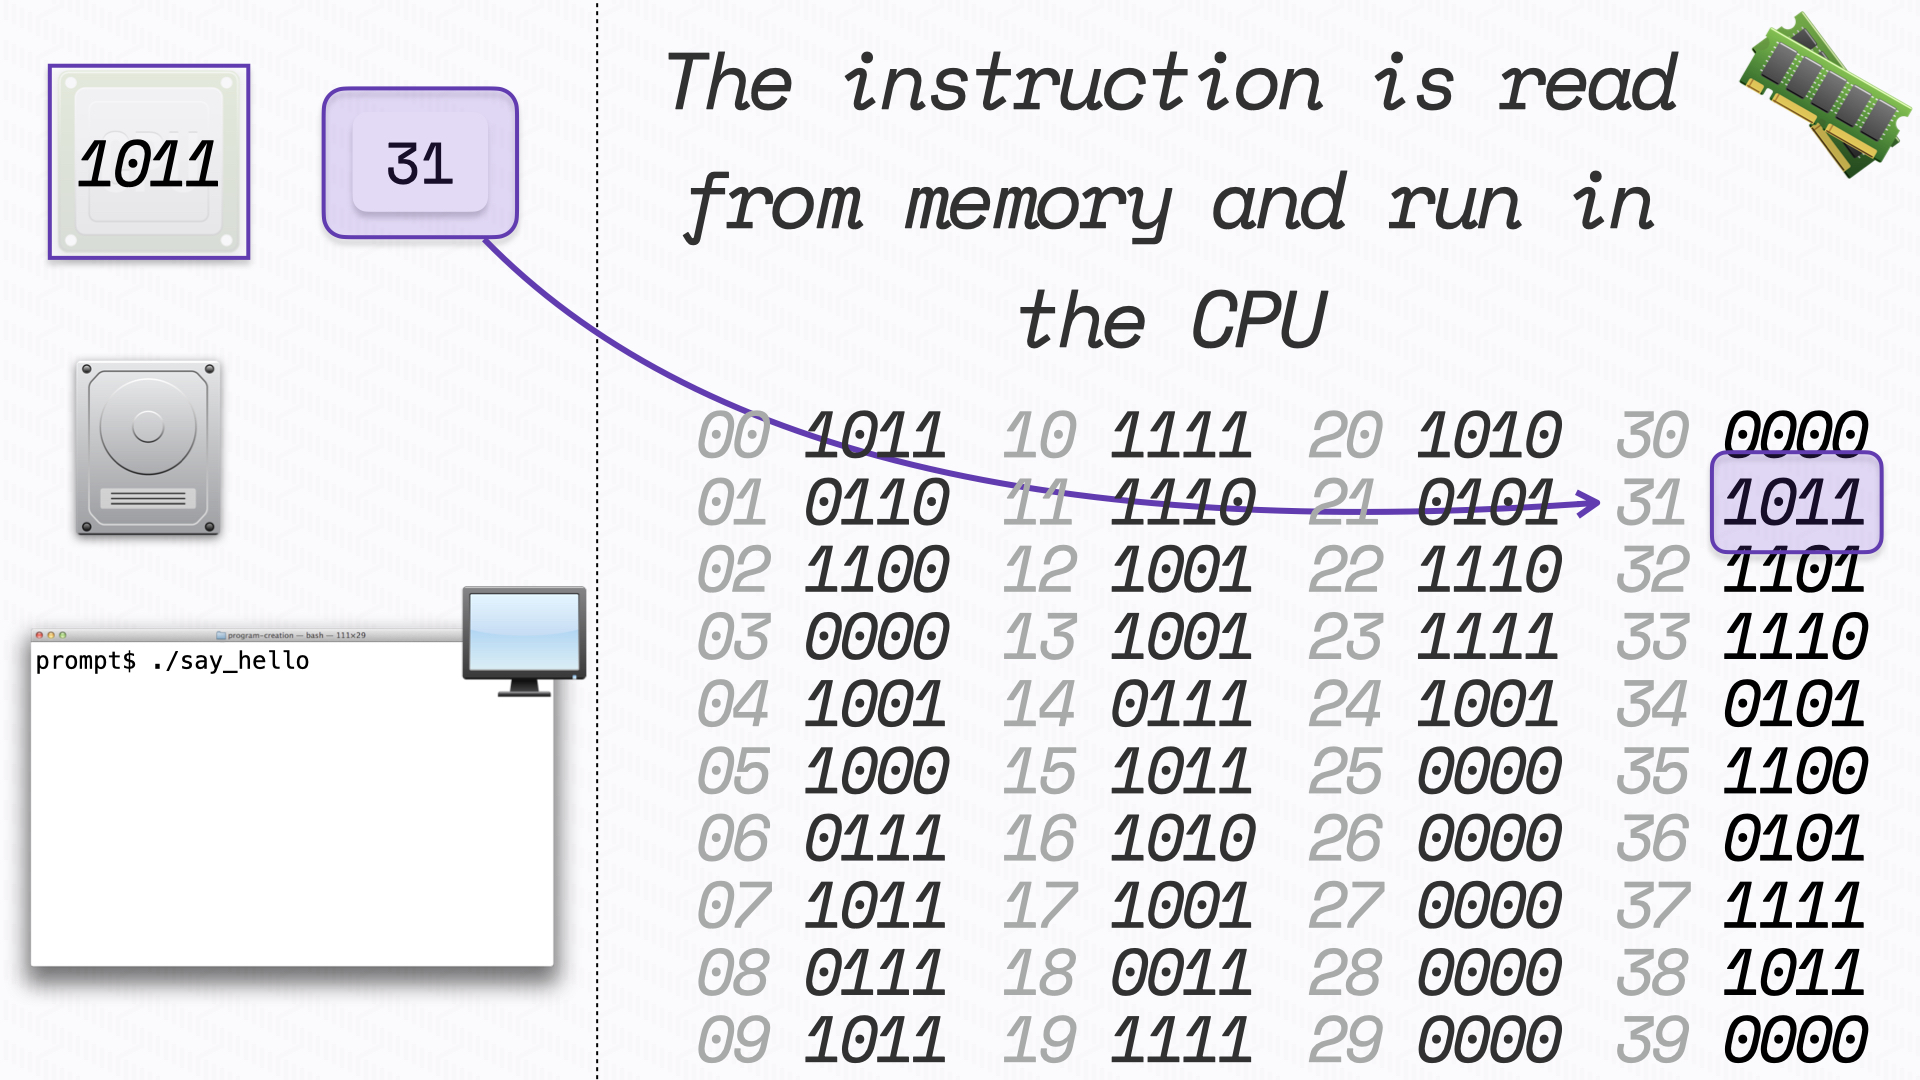 1011
31
program-creation — bash — 111×29
prompt$ ./say_hello
The instruction is read
from memory and run in
the CPU
00 1011 10 1111 20 1010 30 0000
01 0110 11 1110 21 0101 31 1011
02 1100 12 1001 22 1110 32 1101
03 0000 13 1001 23 1111 33 1110
04 1001 14 0111 24 1001 34 0101
05 1000 15 1011 25 0000 35 1100
06 0111 16 1010 26 0000 36 0101
07 1011 17 1001 27 0000 37 1111
08 0111 18 0011 28 0000 38 1011
09 1011 19 1111 29 0000 39 0000